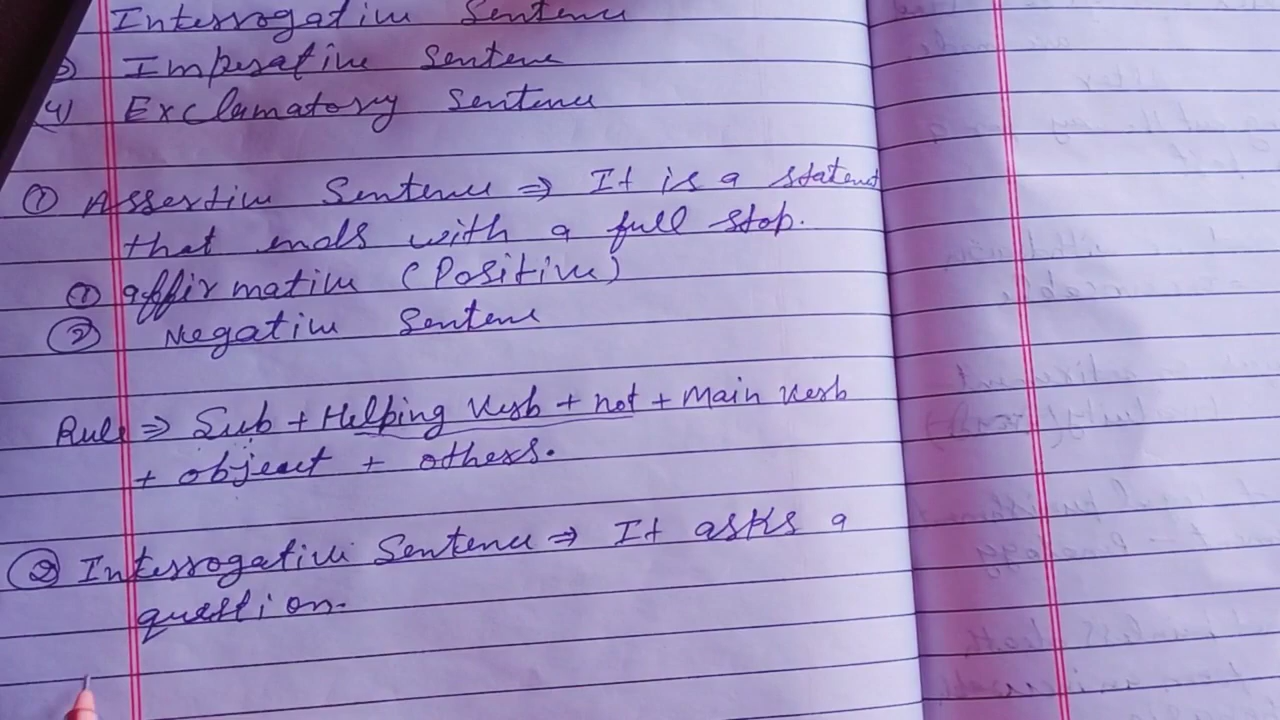 Interrogative Sentence
3) Imperative Sentence
(4) Exclamatory Sentence
① Assertive Sentence ⇒ It is a statement
that ends with a full stop.
① affirmative (Positive)
② Negative Sentence
Rule ⇒ Sub + Helping Verb + not + Main Verb
+ object + others.
② Interrogative Sentence ⇒ It asks a
question.